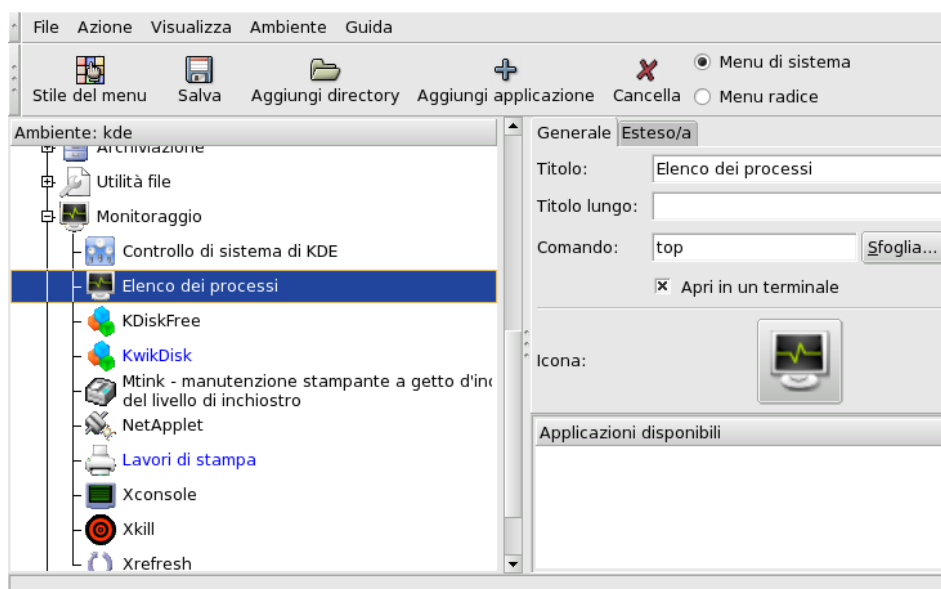 File Azione Visualizza Ambiente Guida
Stile del menu Salva Aggiungi directory Aggiungi applicazione Cancella
Menu di sistema
Menu radice
Ambiente: kde
Archiviazione
Utilità file
Monitoraggio
Controllo di sistema di KDE
Elenco dei processi
KDiskFree
KwikDisk
Mtink - manutenzione stampante a getto d'in
del livello di inchiostro
NetApplet
Lavori di stampa
Xconsole
Xkill
Xrefresh
Generale Esteso/a
Titolo: Elenco dei processi
Titolo lungo:
Comando: top Sfoglia...
Apri in un terminale
Icona:
Applicazioni disponibili